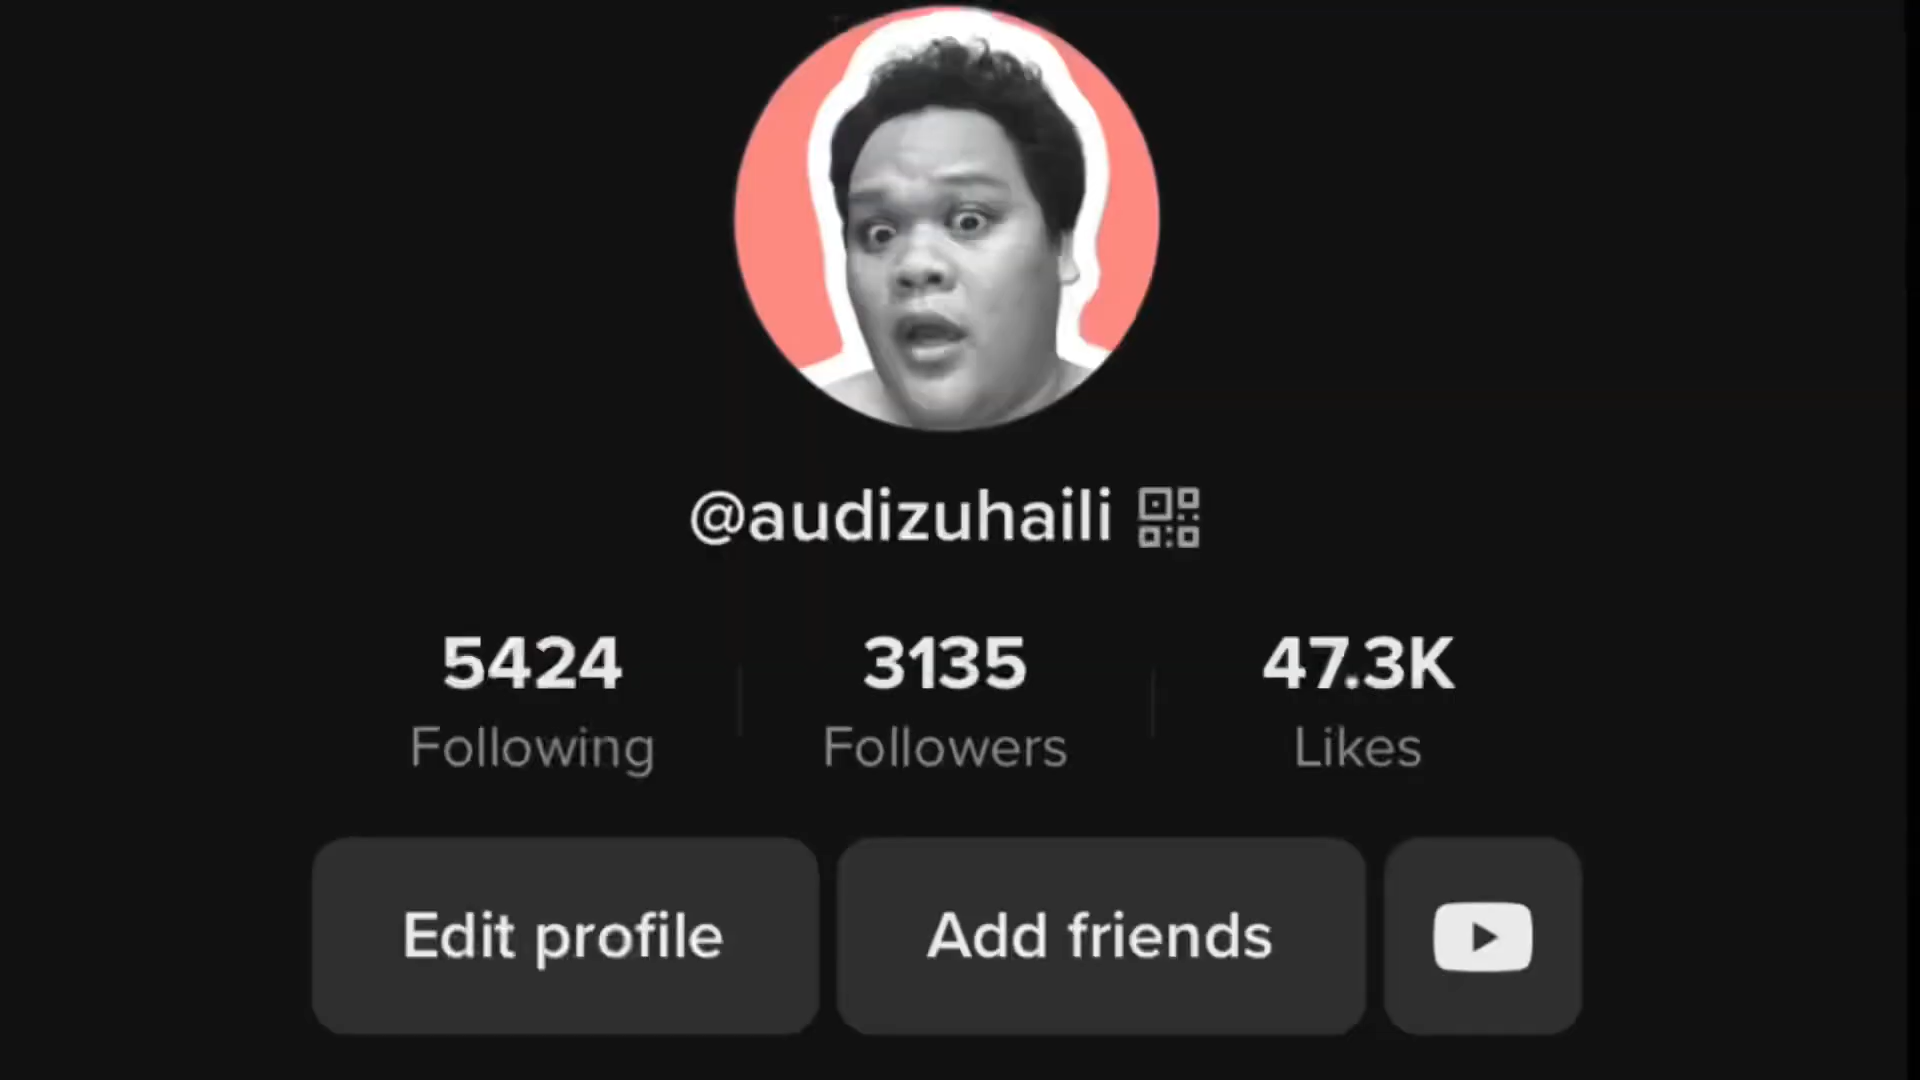 @audizuhaili
5424 3135 47.3K
Following Followers Likes
Edit profile Add friends